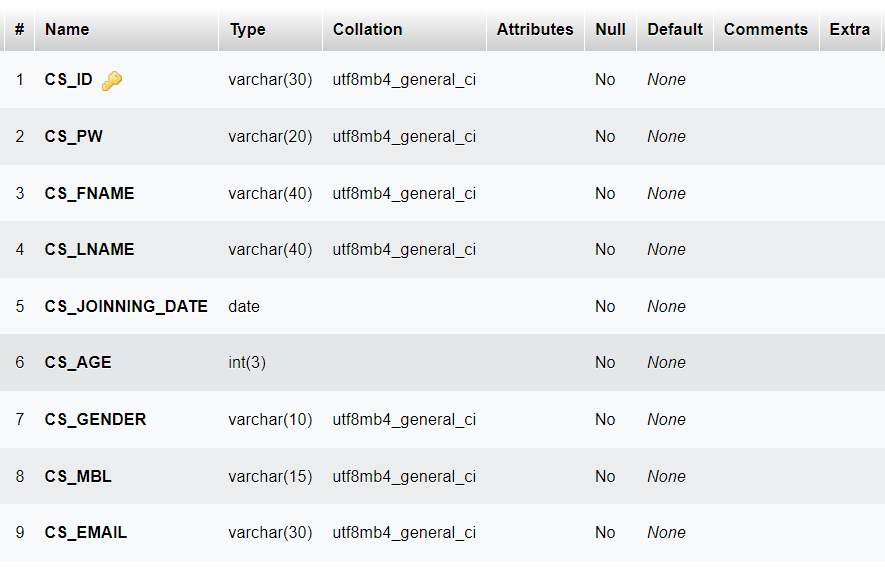 # Name Type Collation Attributes Null Default Comments Extra
1 CS_ID varchar(30) utf8mb4_general_ci No None
2 CS_PW varchar(20) utf8mb4_general_ci No None
3 CS_FNAME varchar(40) utf8mb4_general_ci No None
4 CS_LNAME varchar(40) utf8mb4_general_ci No None
5 CS_JOINNING_DATE date No None
6 CS_AGE int(3) No None
7 CS_GENDER varchar(10) utf8mb4_general_ci No None
8 CS_MBL varchar(15) utf8mb4_general_ci No None
9 CS_EMAIL varchar(30) utf8mb4_general_ci No None